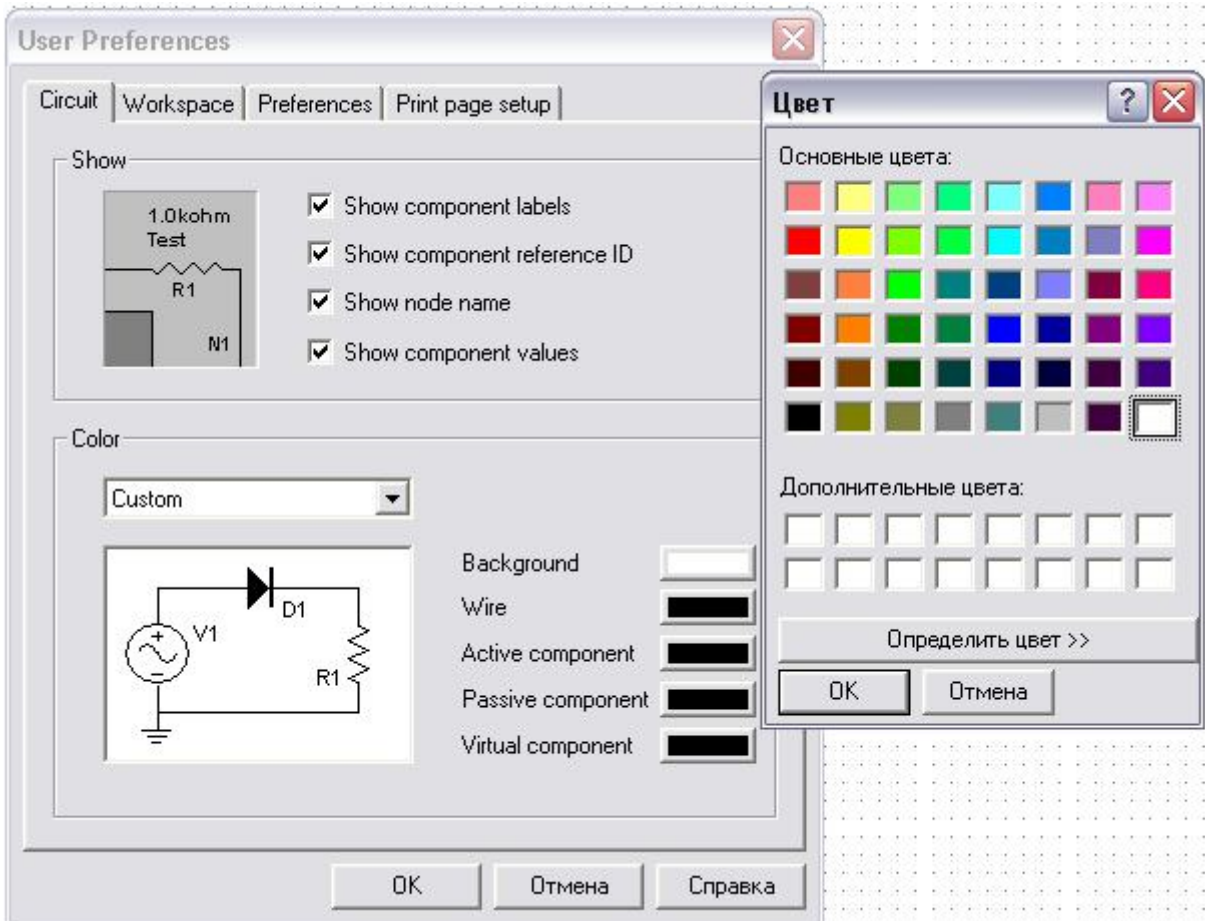 User Preferences
Circuit Workspace Preferences Print page setup
Show
1.0kohm
Test
R1
N1
Show component labels
Show component reference ID
Show node name
Show component values
Color
Custom
V1
D1
R1
Background
Wire
Active component
Passive component
Virtual component
OK Отмена Справка
Цвет
Основные цвета:
Дополнительные цвета:
Определить цвет >>
OK Отмена